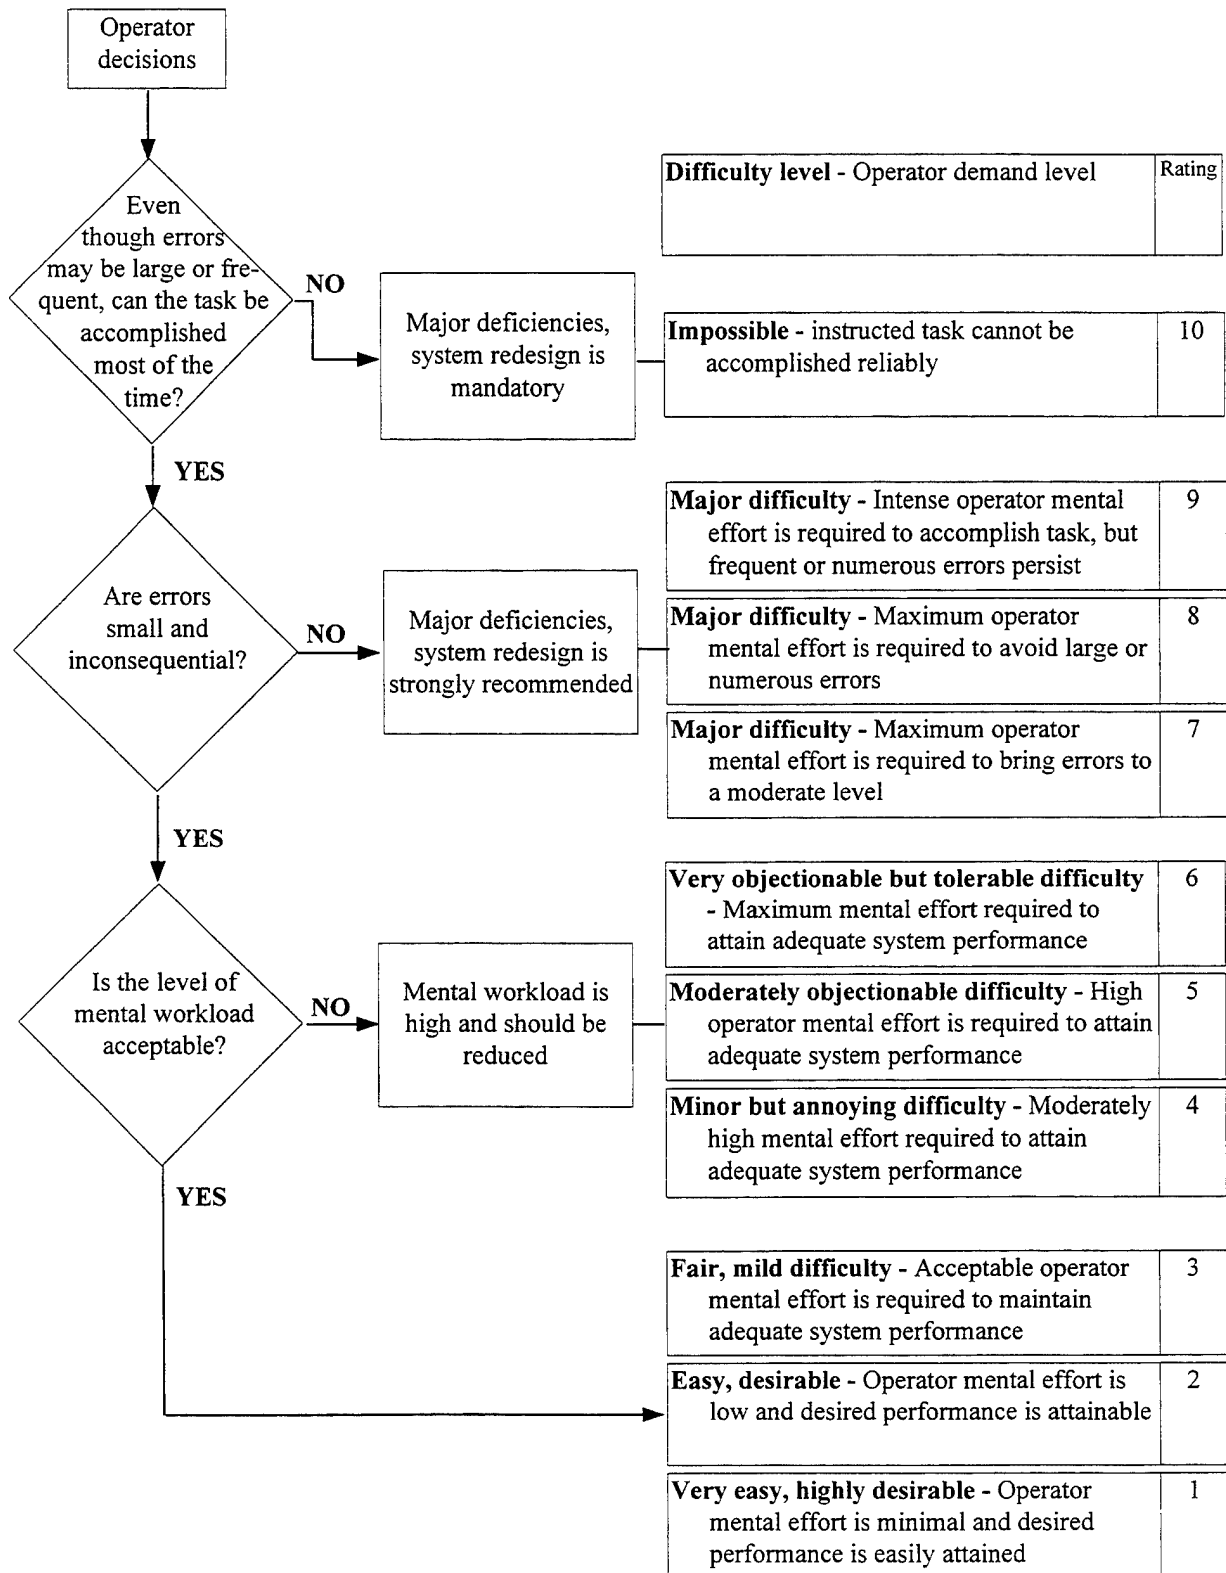 Operator
decisions
Even
though errors
may be large or fre-
quent, can the task be
accomplished
most of the
time?
NO
Major deficiencies,
system redesign is
mandatory
Difficulty level - Operator demand level
Rating
Impossible - instructed task cannot be
accomplished reliably
10
YES
Are errors
small and
inconsequential?
NO
Major deficiencies,
system redesign is
strongly recommended
Major difficulty - Intense operator mental
effort is required to accomplish task, but
frequent or numerous errors persist
9
Major difficulty - Maximum operator
mental effort is required to avoid large or
numerous errors
8
Major difficulty - Maximum operator
mental effort is required to bring errors to
a moderate level
7
YES
Is the level of
mental workload
acceptable?
NO
Mental workload is
high and should be
reduced
Very objectionable but tolerable difficulty
- Maximum mental effort required to
attain adequate system performance
6
Moderately objectionable difficulty - High
operator mental effort is required to attain
adequate system performance
5
Minor but annoying difficulty - Moderately
high mental effort required to attain
adequate system performance
4
YES
Fair, mild difficulty - Acceptable operator
mental effort is required to maintain
adequate system performance
3
Easy, desirable - Operator mental effort is
low and desired performance is attainable
2
Very easy, highly desirable - Operator
mental effort is minimal and desired
performance is easily attained
1